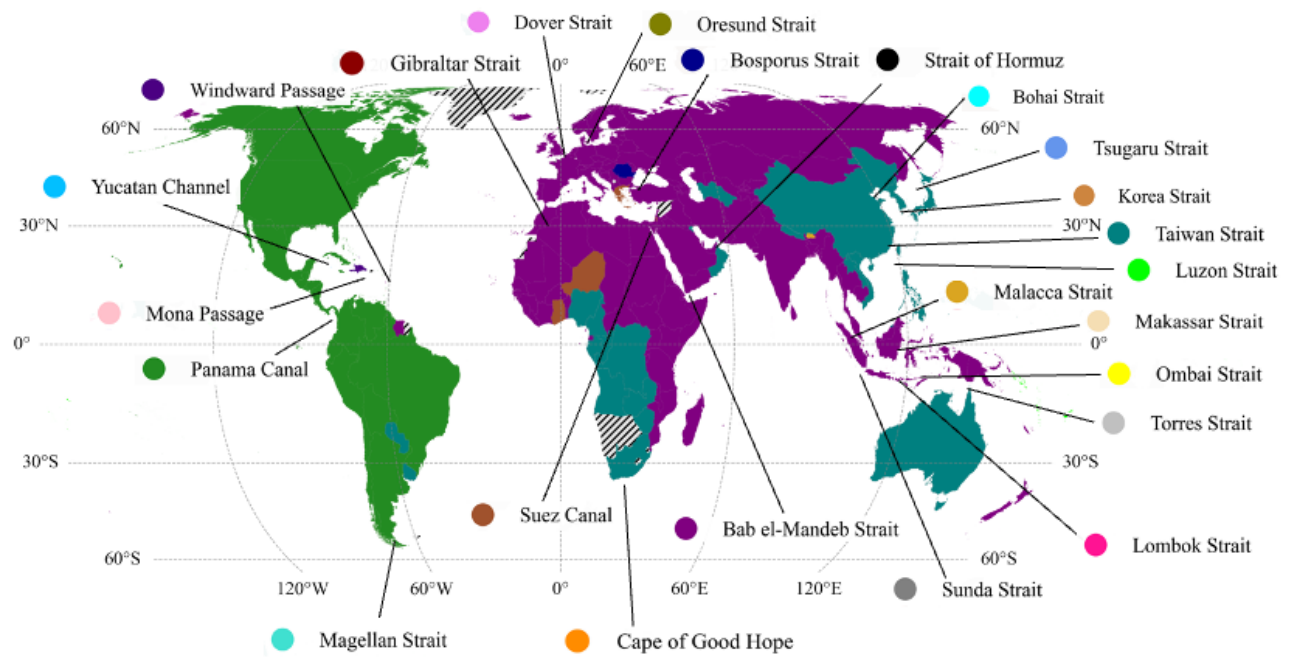 Dover Strait
Oresund Strait
Gibraltar Strait
0°
60°E
Bosporus Strait
Strait of Hormuz
Windward Passage
Bohai Strait
60°N
60°N
Tsugaru Strait
Yucatan Channel
Korea Strait
30°N
30°N
Taiwan Strait
Luzon Strait
Malacca Strait
Mona Passage
Makassar Strait
0°
0°
Panama Canal
Ombai Strait
Torres Strait
30°S
30°S
Suez Canal
Bab el-Mandeb Strait
Lombok Strait
60°S
60°S
120°W
60°W
0°
60°E
120°E
Sunda Strait
Magellan Strait
Cape of Good Hope